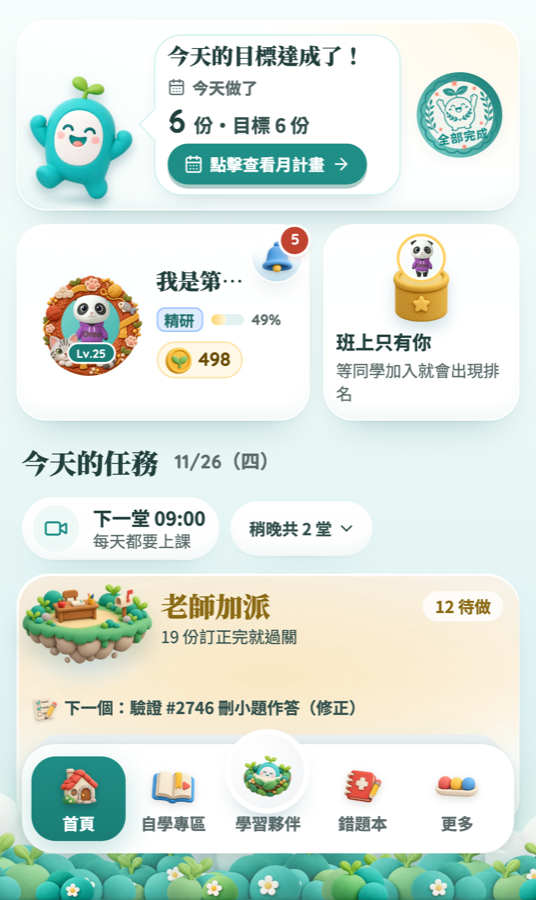 今天的目標達成了！
今天做了
6 份・目標 6 份
點擊查看月計畫
全部完成
5
我是第…
精研 49%
Lv.25
498
班上只有你
等同學加入就會出現排
名
今天的任務 11/26（四）
下一堂 09:00
每天都要上課
稍晚共 2 堂
老師加派
12 待做
19 份訂正完就過關
下一個：驗證 #2746 刪小題作答（修正）
首頁
自學專區
學習夥伴
錯題本
更多